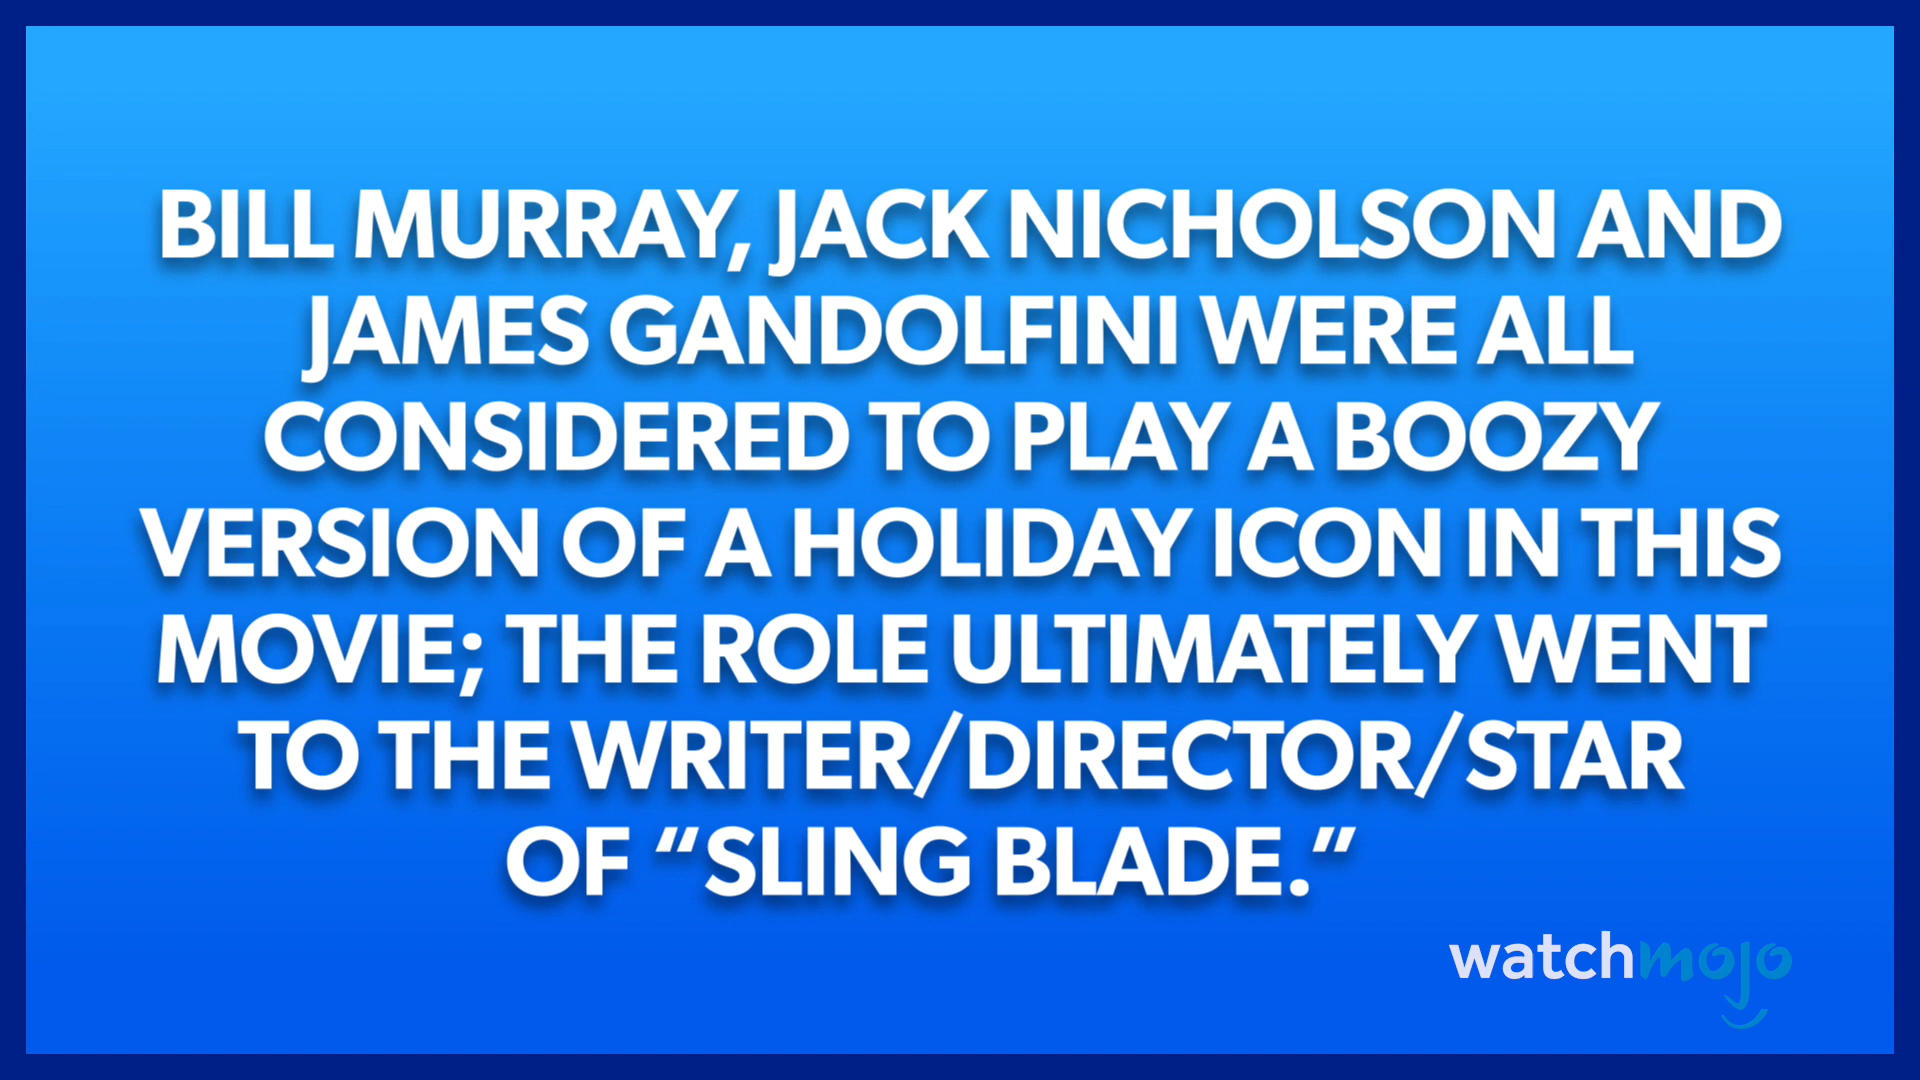 BILL MURRAY, JACK NICHOLSON AND
JAMES GANDOLFINI WERE ALL
CONSIDERED TO PLAY A BOOZY
VERSION OF A HOLIDAY ICON IN THIS
MOVIE; THE ROLE ULTIMATELY WENT
TO THE WRITER/DIRECTOR/STAR
OF “SLING BLADE.”
watchmojo